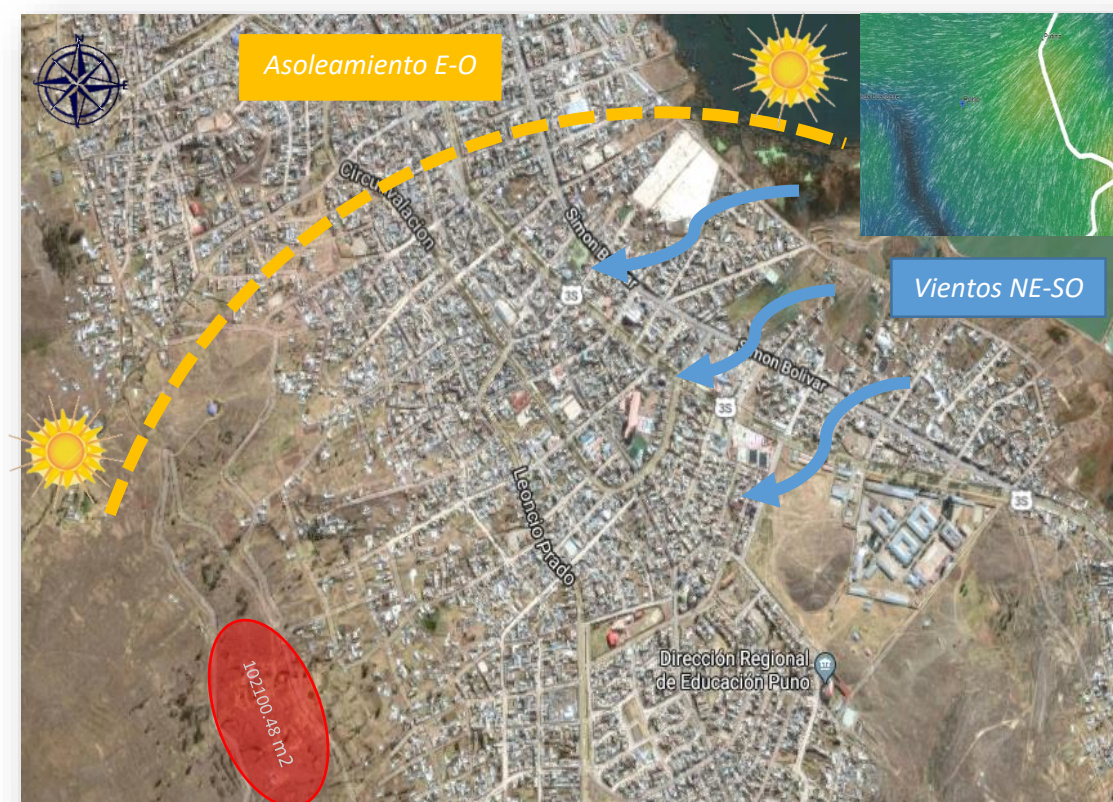 N
E
Asoleamiento E-O
Puno
Circunvalacion
Simon Bolivar
3S
Vientos NE-SO
Simon Bolivar
3S
3S
Leoncio Prado
102100.48 m2
Dirección Regional
de Educación Puno